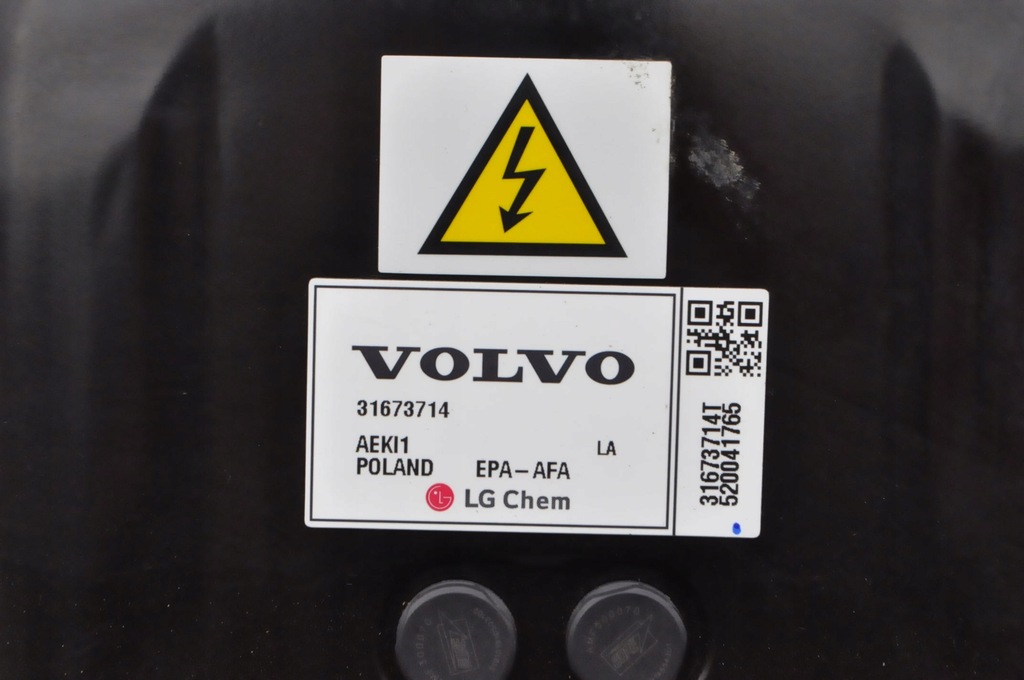 VOLVO
31673714
AEKI1 LA
POLAND EPA-AFA
LG Chem
31673714T
520041765